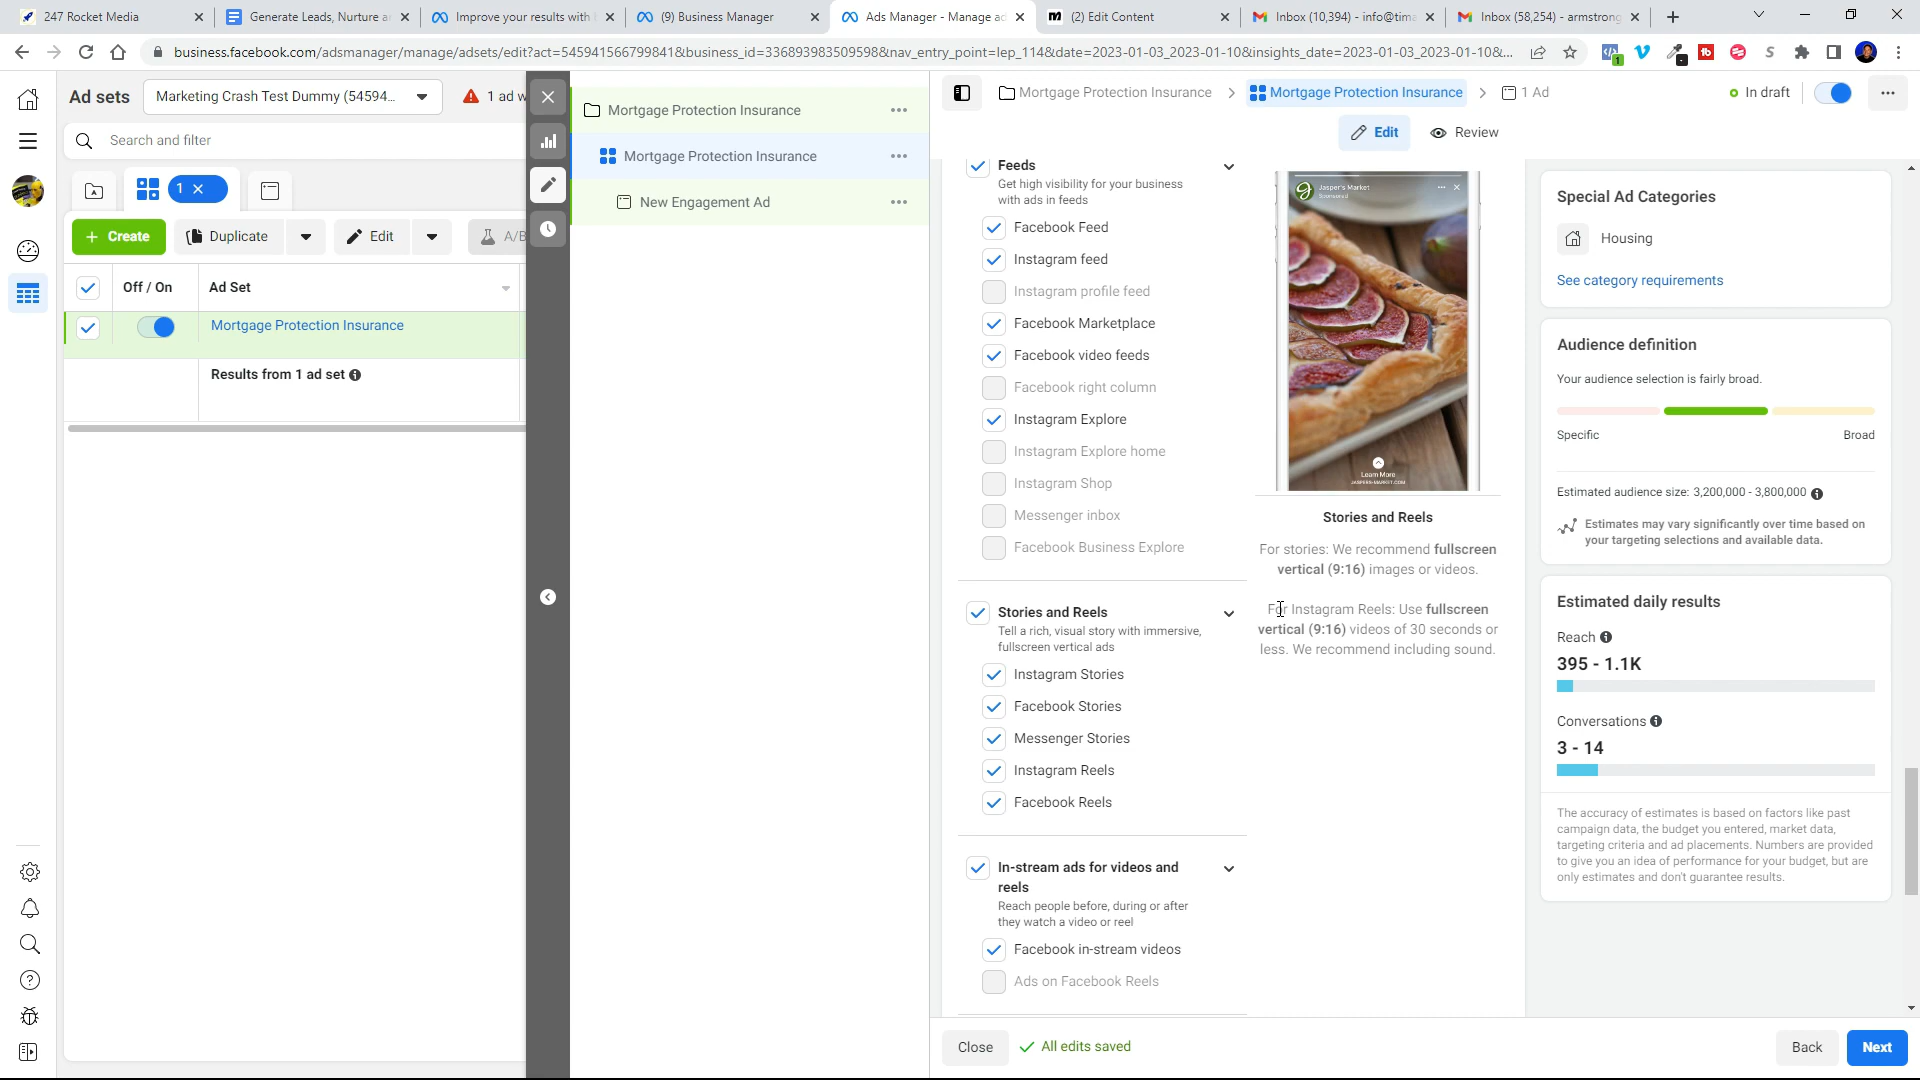 247 Rocket Media
Generate Leads, Nurture a
Improve your results with
(9) Business Manager
Ads Manager - Manage ad
(2) Edit Content
Inbox (10,394) - info@tima
Inbox (58,254) - armstrong
business.facebook.com/adsmanager/manage/adsets/edit?act=545941566799841&business_id=336893983509598&nav_entry_point=lep_114&date=2023-01-03_2023-01-10&insights_date=2023-01-03_2023-01-10&...
Ad sets
Marketing Crash Test Dummy (54594...
1 ad w
Search and filter
1
Create
Duplicate
Edit
A/B
Off / On
Ad Set
Mortgage Protection Insurance
Results from 1 ad set
Mortgage Protection Insurance
Mortgage Protection Insurance
New Engagement Ad
Mortgage Protection Insurance
Mortgage Protection Insurance
1 Ad
In draft
Edit
Review
Feeds
Get high visibility for your business
with ads in feeds
Facebook Feed
Instagram feed
Instagram profile feed
Facebook Marketplace
Facebook video feeds
Facebook right column
Instagram Explore
Instagram Explore home
Instagram Shop
Messenger inbox
Facebook Business Explore
Stories and Reels
Tell a rich, visual story with immersive,
fullscreen vertical ads
Instagram Stories
Facebook Stories
Messenger Stories
Instagram Reels
Facebook Reels
In-stream ads for videos and
reels
Reach people before, during or after
they watch a video or reel
Facebook in-stream videos
Ads on Facebook Reels
Jasper's Market
Sponsored
Learn More
JASPERS-MARKET.COM
Stories and Reels
For stories: We recommend fullscreen
vertical (9:16) images or videos.
For Instagram Reels: Use fullscreen
vertical (9:16) videos of 30 seconds or
less. We recommend including sound.
Special Ad Categories
Housing
See category requirements
Audience definition
Your audience selection is fairly broad.
Specific
Broad
Estimated audience size: 3,200,000 - 3,800,000
Estimates may vary significantly over time based on
your targeting selections and available data.
Estimated daily results
Reach
395 - 1.1K
Conversations
3 - 14
The accuracy of estimates is based on factors like past
campaign data, the budget you entered, market data,
targeting criteria and ad placements. Numbers are provided
to give you an idea of performance for your budget, but are
only estimates and don't guarantee results.
Close
All edits saved
Back
Next